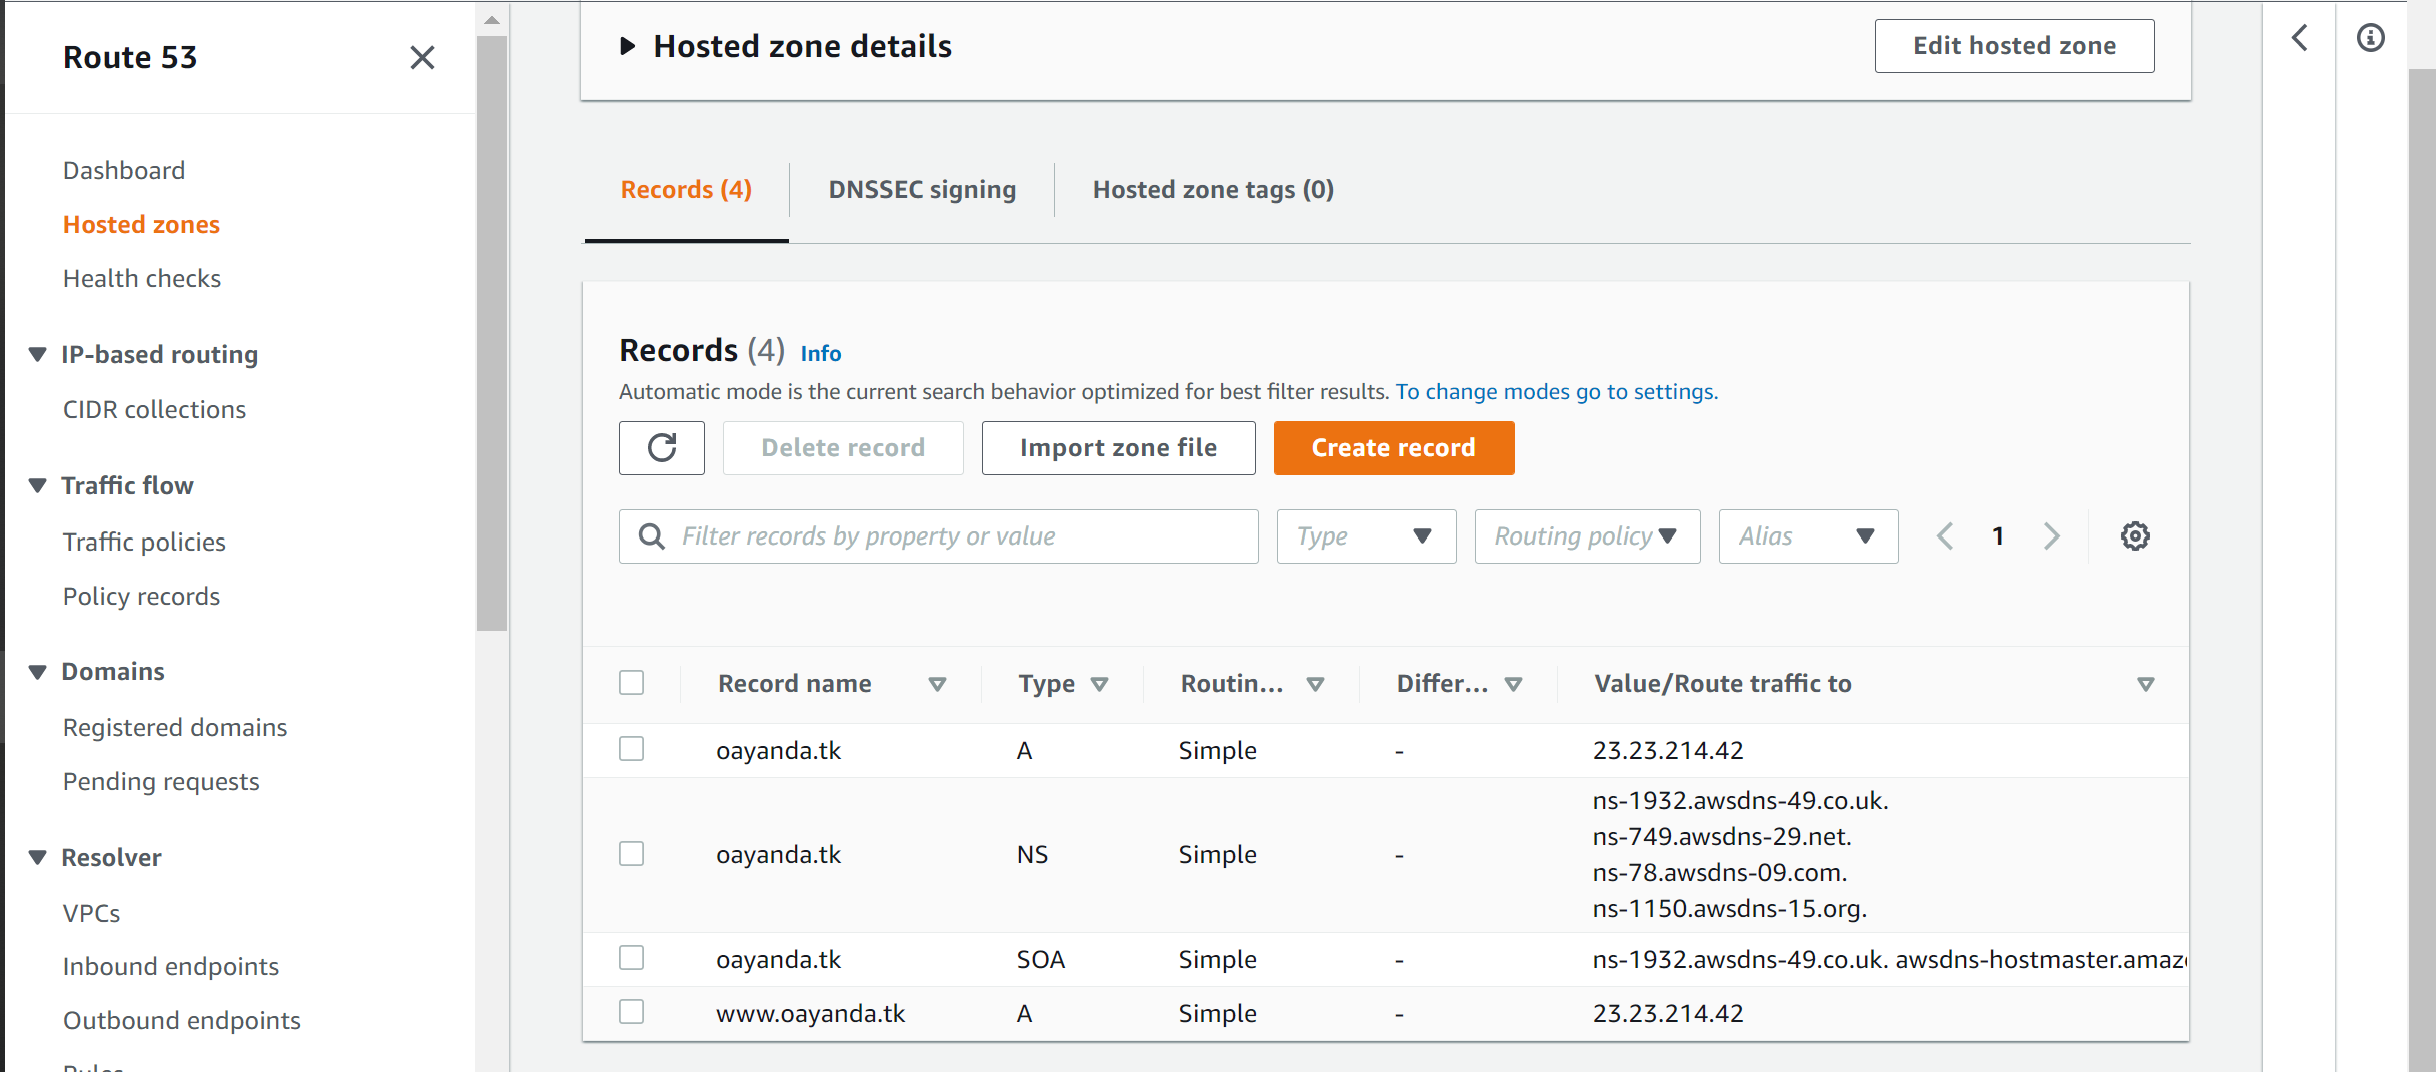 Route 53
Dashboard
Hosted zones
Health checks
IP-based routing
CIDR collections
Traffic flow
Traffic policies
Policy records
Domains
Registered domains
Pending requests
Resolver
VPCs
Inbound endpoints
Outbound endpoints
Hosted zone details
Edit hosted zone
Records (4)
DNSSEC signing
Hosted zone tags (0)
Records (4) Info
Automatic mode is the current search behavior optimized for best filter results. To change modes go to settings.
Delete record
Import zone file
Create record
Filter records by property or value
Type
Routing policy
Alias
1
Record name Type Routin... Differ... Value/Route traffic to
oayanda.tk A Simple - 23.23.214.42
oayanda.tk NS Simple - ns-1932.awsdns-49.co.uk.
ns-749.awsdns-29.net.
ns-78.awsdns-09.com.
ns-1150.awsdns-15.org.
oayanda.tk SOA Simple - ns-1932.awsdns-49.co.uk. awsdns-hostmaster.amaz
www.oayanda.tk A Simple - 23.23.214.42